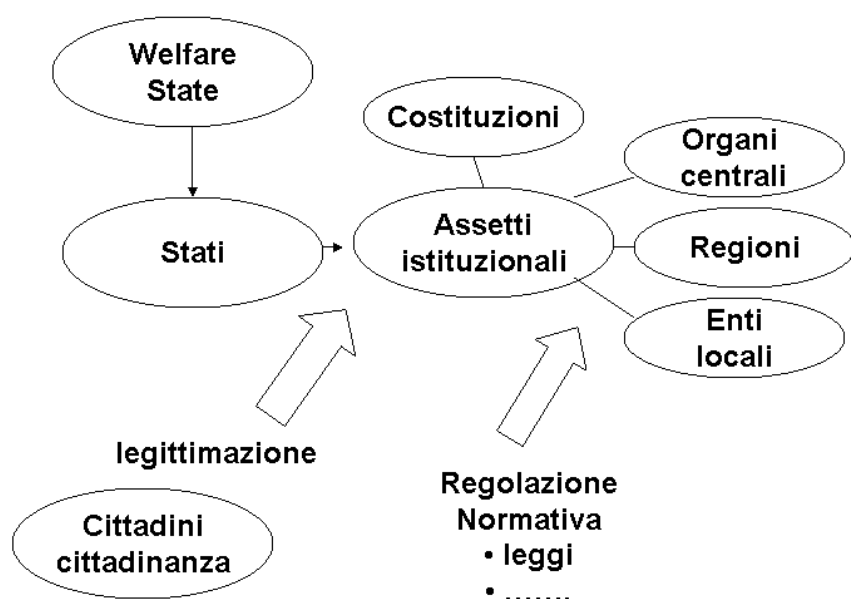 Welfare
State
Costituzioni
Organi
centrali
Stati
Assetti
istituzionali
Regioni
Enti
locali
legittimazione
Cittadini
cittadinanza
Regolazione
Normativa
• leggi
• .......